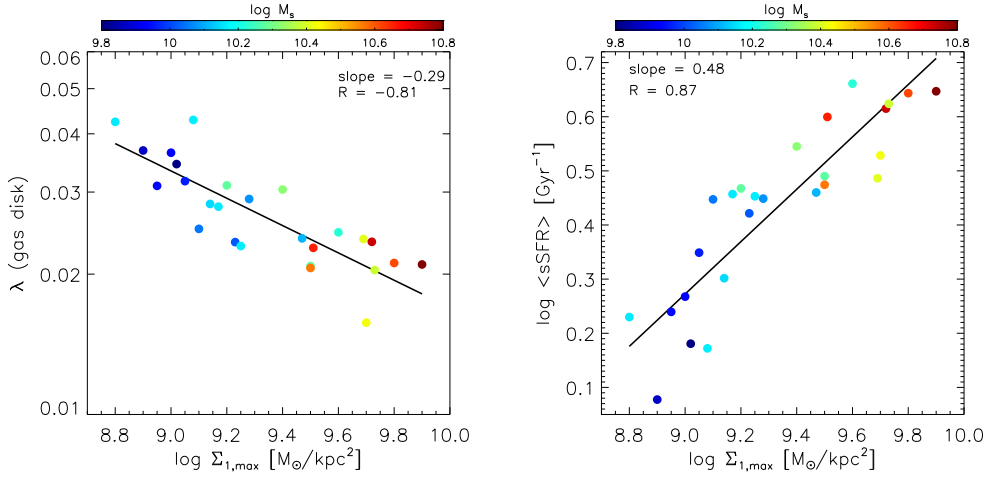 log Mₛ
9.8 10 10.2 10.4 10.6 10.8
slope = −0.29
R = −0.81
0.06
0.05
0.04
0.03
0.02
0.01
λ (gas disk)
8.8 9.0 9.2 9.4 9.6 9.8 10.0
log Σ₁,max [M⊙/kpc²]
log Mₛ
9.8 10 10.2 10.4 10.6 10.8
slope = 0.48
R = 0.87
0.7
0.6
0.5
0.4
0.3
0.2
0.1
log <sSFR> [Gyr⁻¹]
8.8 9.0 9.2 9.4 9.6 9.8 10.0
log Σ₁,max [M⊙/kpc²]